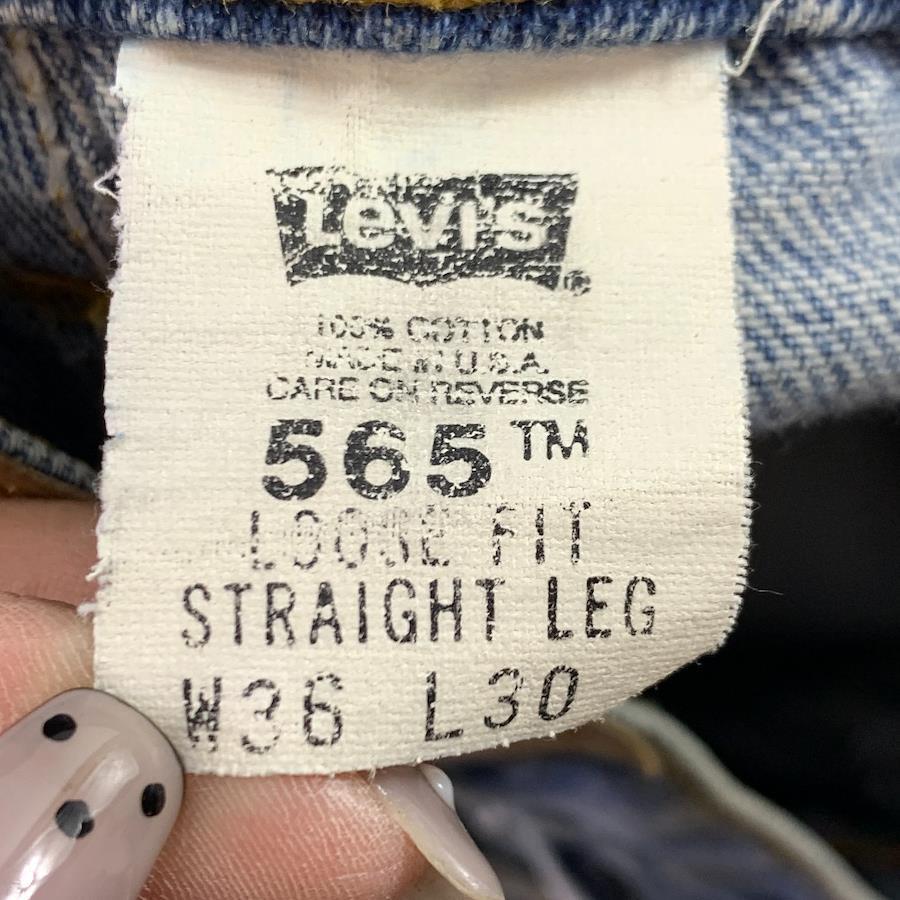 Levi's®
100% COTTON
MADE IN U.S.A.
CARE ON REVERSE
565™
LOOSE FIT
STRAIGHT LEG
W36 L30